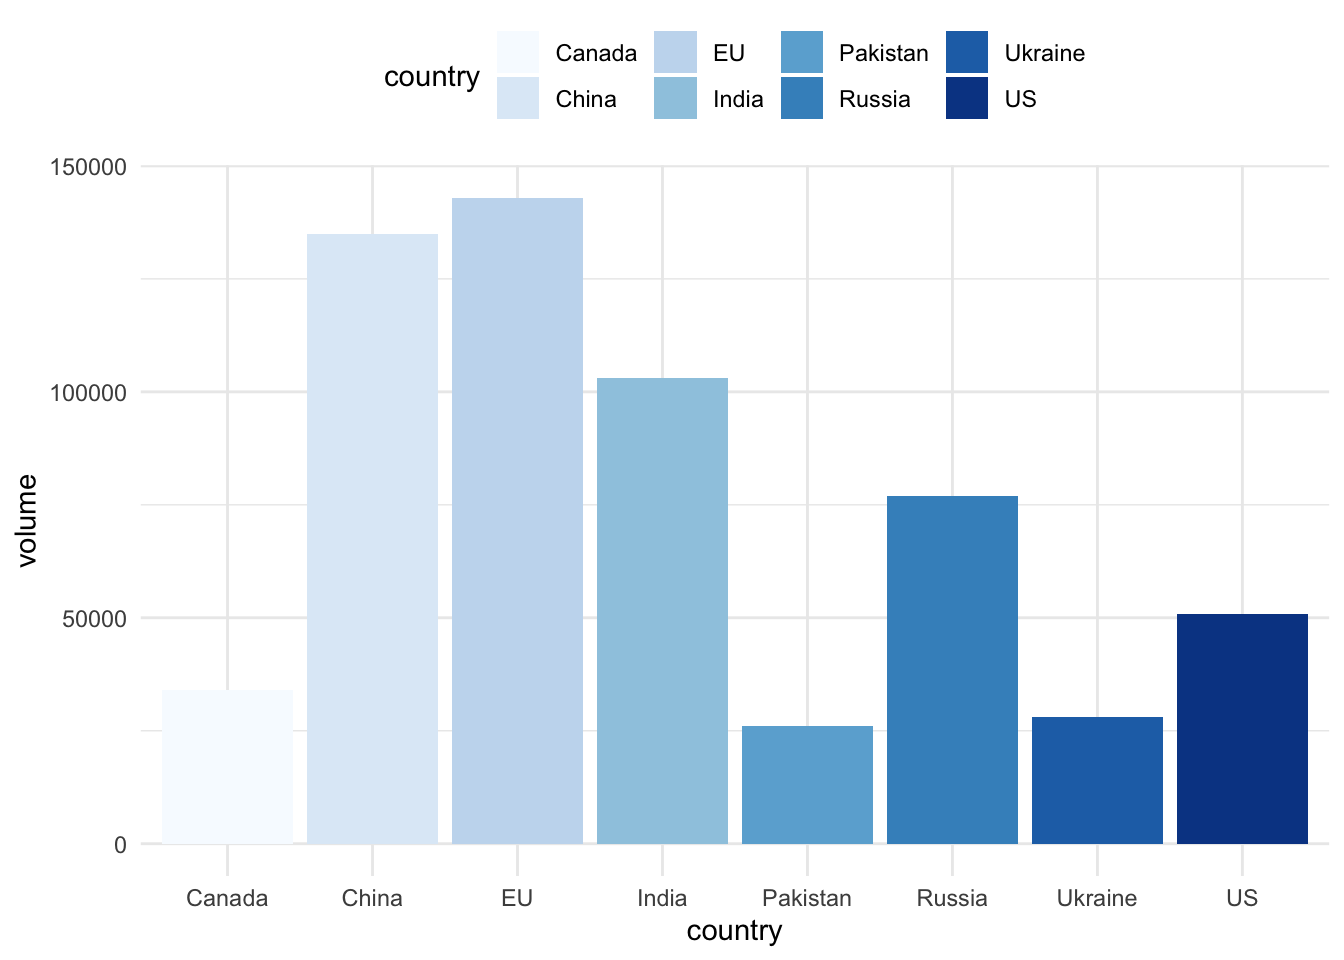 country
Canada EU Pakistan Ukraine
China India Russia US
150000
100000
50000
0
volume
Canada China EU India Pakistan Russia Ukraine US
country